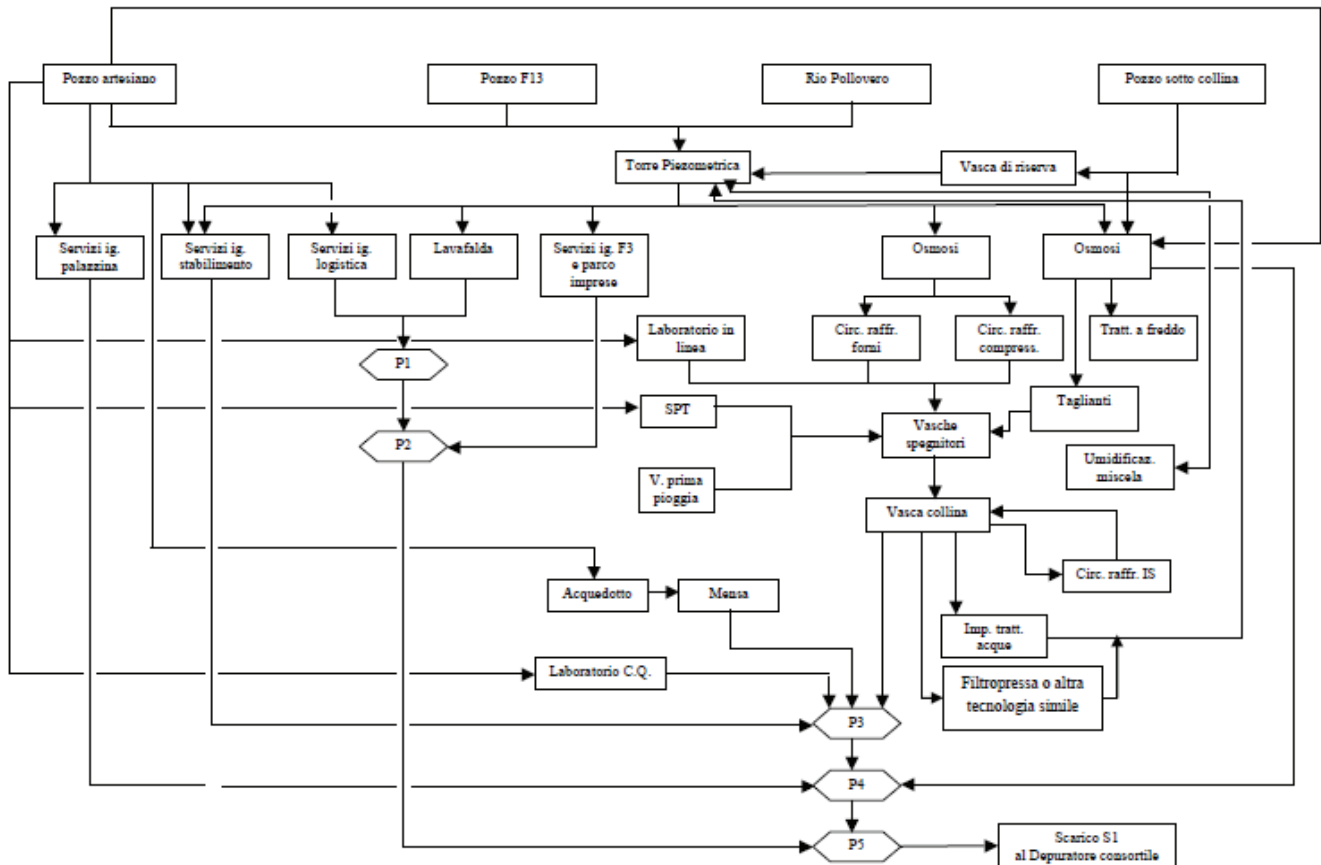 Pozzo artesiano
Pozzo F13
Rio Pollovero
Pozzo sotto collina
Torre Piezometrica
Vasca di riserva
Servizi ig.
palazzina
Servizi ig.
stabilimento
Servizi ig.
logistica
Lavafalda
Servizi ig. F3
e parco
imprese
Osmosi
Osmosi
Laboratorio in
linea
Circ. raffr.
forni
Circ. raffr.
compress.
Tratt. a freddo
P1
SPT
Taglianti
Vasche
spegnitori
P2
Umidificaz.
miscela
V. prima
pioggia
Vasca collina
Circ. raffr. IS
Acquedotto
Mensa
Imp. tratt.
acque
Laboratorio C.Q.
Filtropressa o altra
tecnologia simile
P3
P4
P5
Scarico S1
al Depuratore consortile